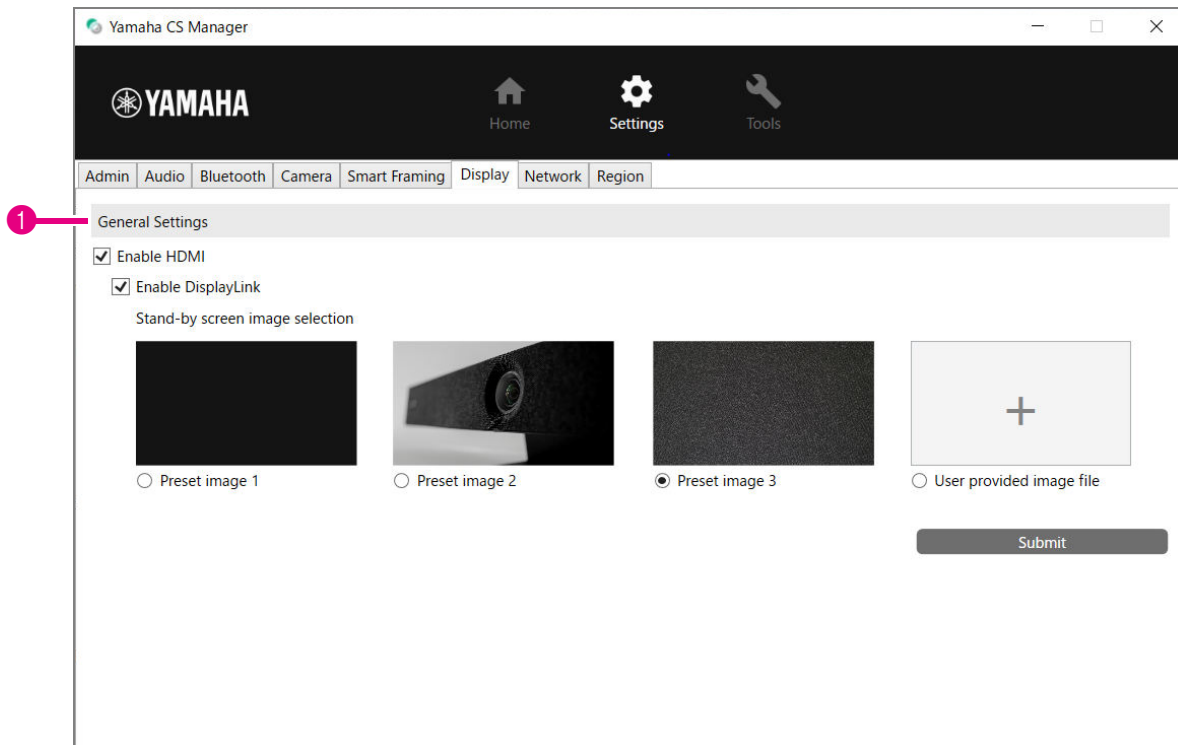 Yamaha CS Manager
YAMAHA
Home Settings Tools
Admin Audio Bluetooth Camera Smart Framing Display Network Region
1
General Settings
Enable HDMI
Enable DisplayLink
Stand-by screen image selection
+
Preset image 1 Preset image 2 Preset image 3 User provided image file
Submit